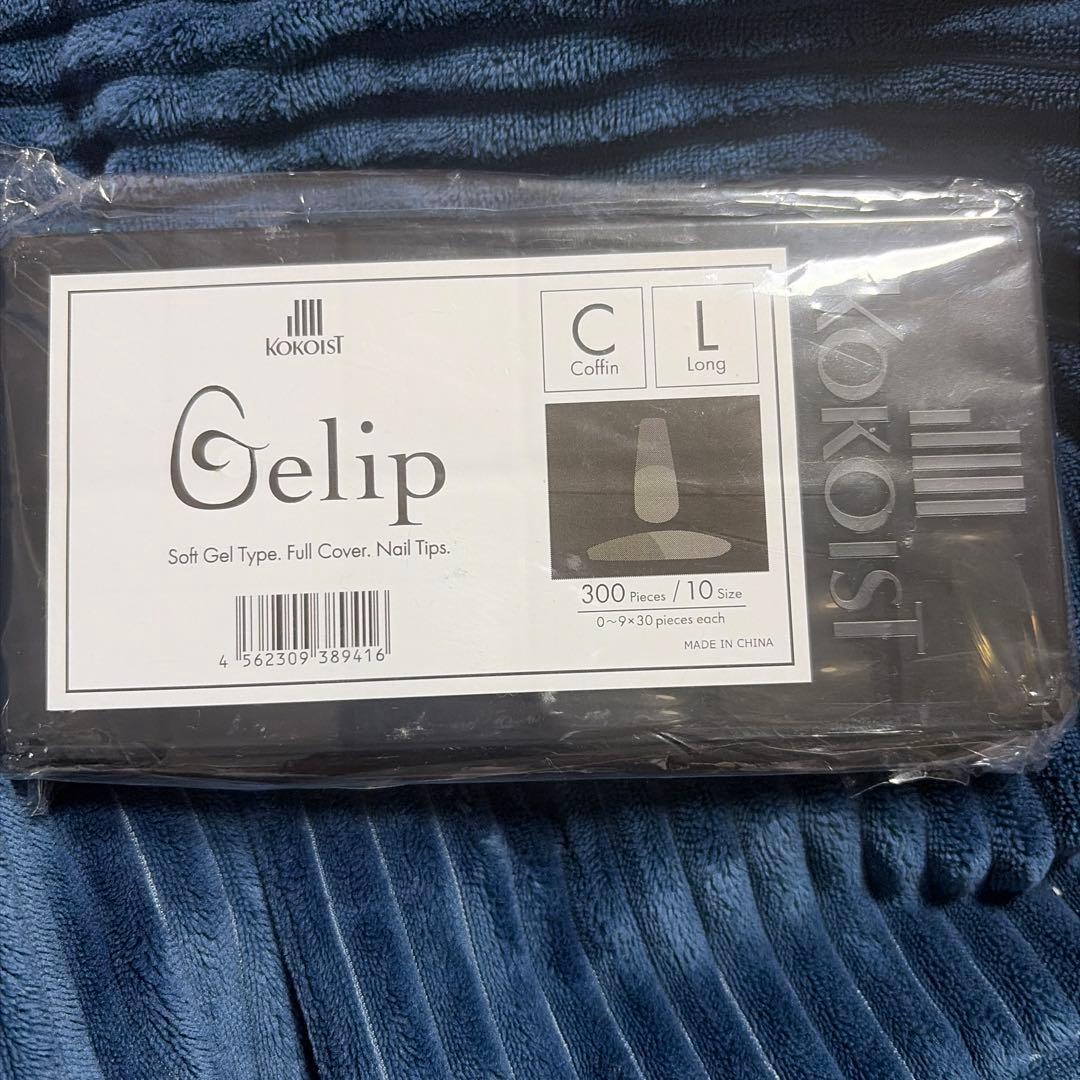 KOKOIST
Gelip
Soft Gel Type. Full Cover. Nail Tips.
4 562309 389416
C
Coffin
L
Long
300 Pieces / 10 Size
0～9×30 pieces each
MADE IN CHINA
KOKOIST